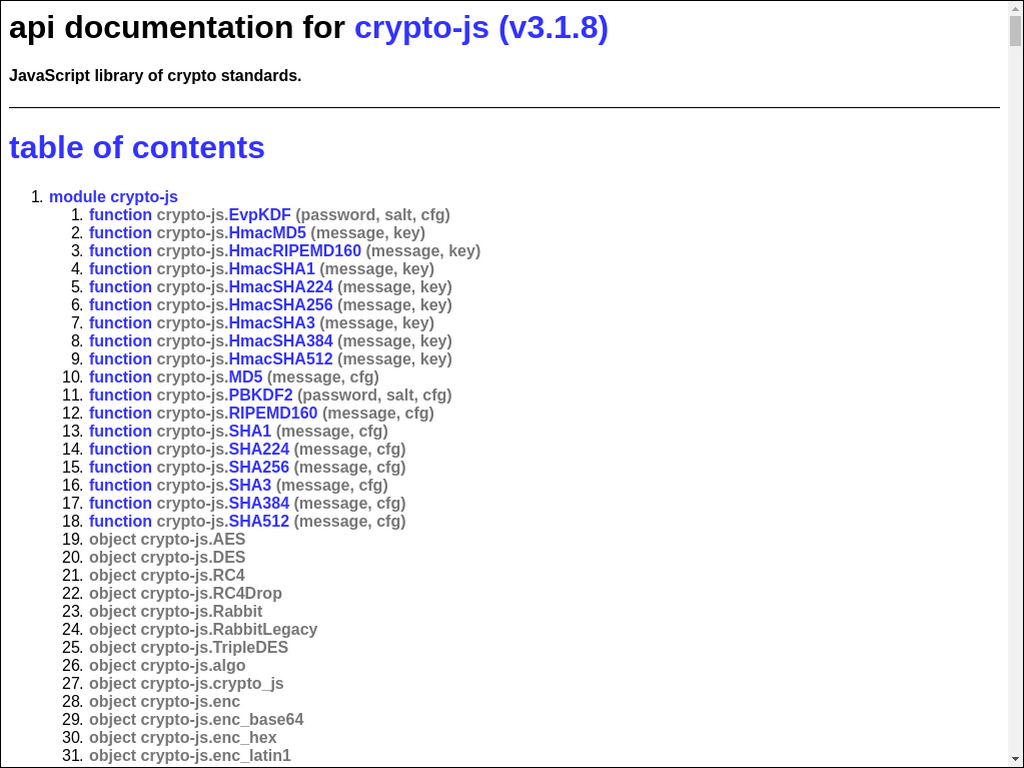 api documentation for crypto-js (v3.1.8)
JavaScript library of crypto standards.
table of contents
1. module crypto-js
1. function crypto-js.EvpKDF (password, salt, cfg)
2. function crypto-js.HmacMD5 (message, key)
3. function crypto-js.HmacRIPEMD160 (message, key)
4. function crypto-js.HmacSHA1 (message, key)
5. function crypto-js.HmacSHA224 (message, key)
6. function crypto-js.HmacSHA256 (message, key)
7. function crypto-js.HmacSHA3 (message, key)
8. function crypto-js.HmacSHA384 (message, key)
9. function crypto-js.HmacSHA512 (message, key)
10. function crypto-js.MD5 (message, cfg)
11. function crypto-js.PBKDF2 (password, salt, cfg)
12. function crypto-js.RIPEMD160 (message, cfg)
13. function crypto-js.SHA1 (message, cfg)
14. function crypto-js.SHA224 (message, cfg)
15. function crypto-js.SHA256 (message, cfg)
16. function crypto-js.SHA3 (message, cfg)
17. function crypto-js.SHA384 (message, cfg)
18. function crypto-js.SHA512 (message, cfg)
19. object crypto-js.AES
20. object crypto-js.DES
21. object crypto-js.RC4
22. object crypto-js.RC4Drop
23. object crypto-js.Rabbit
24. object crypto-js.RabbitLegacy
25. object crypto-js.TripleDES
26. object crypto-js.algo
27. object crypto-js.crypto_js
28. object crypto-js.enc
29. object crypto-js.enc_base64
30. object crypto-js.enc_hex
31. object crypto-js.enc_latin1